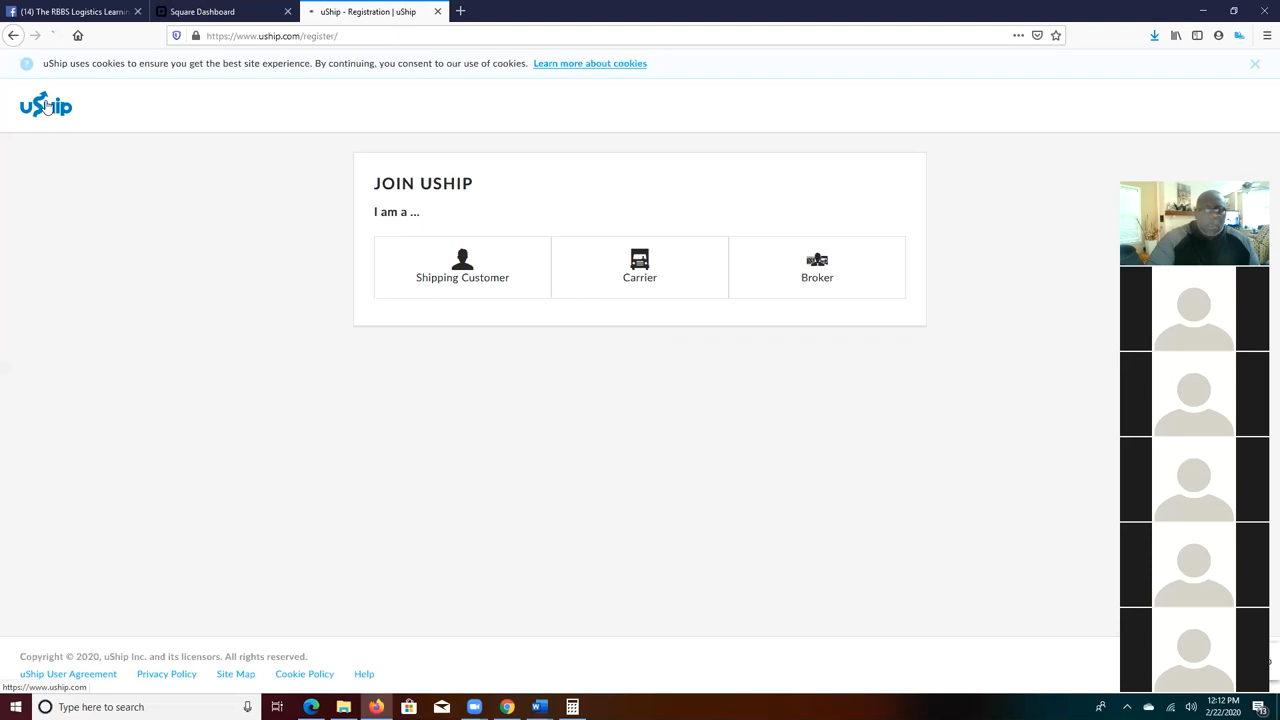 (14) The RBBS Logistics Learn
Square Dashboard
uShip - Registration | uShip
https://www.uship.com/register/
uShip uses cookies to ensure you get the best site experience. By continuing, you consent to our use of cookies. Learn more about cookies
uShip
JOIN USHIP
I am a ...
Shipping Customer
Carrier
Broker
Copyright © 2020, uShip Inc. and its licensors. All rights reserved.
uShip User Agreement
Privacy Policy
Site Map
Cookie Policy
Help
https://www.uship.com
Type here to search
12:12 PM
2/22/2020
13